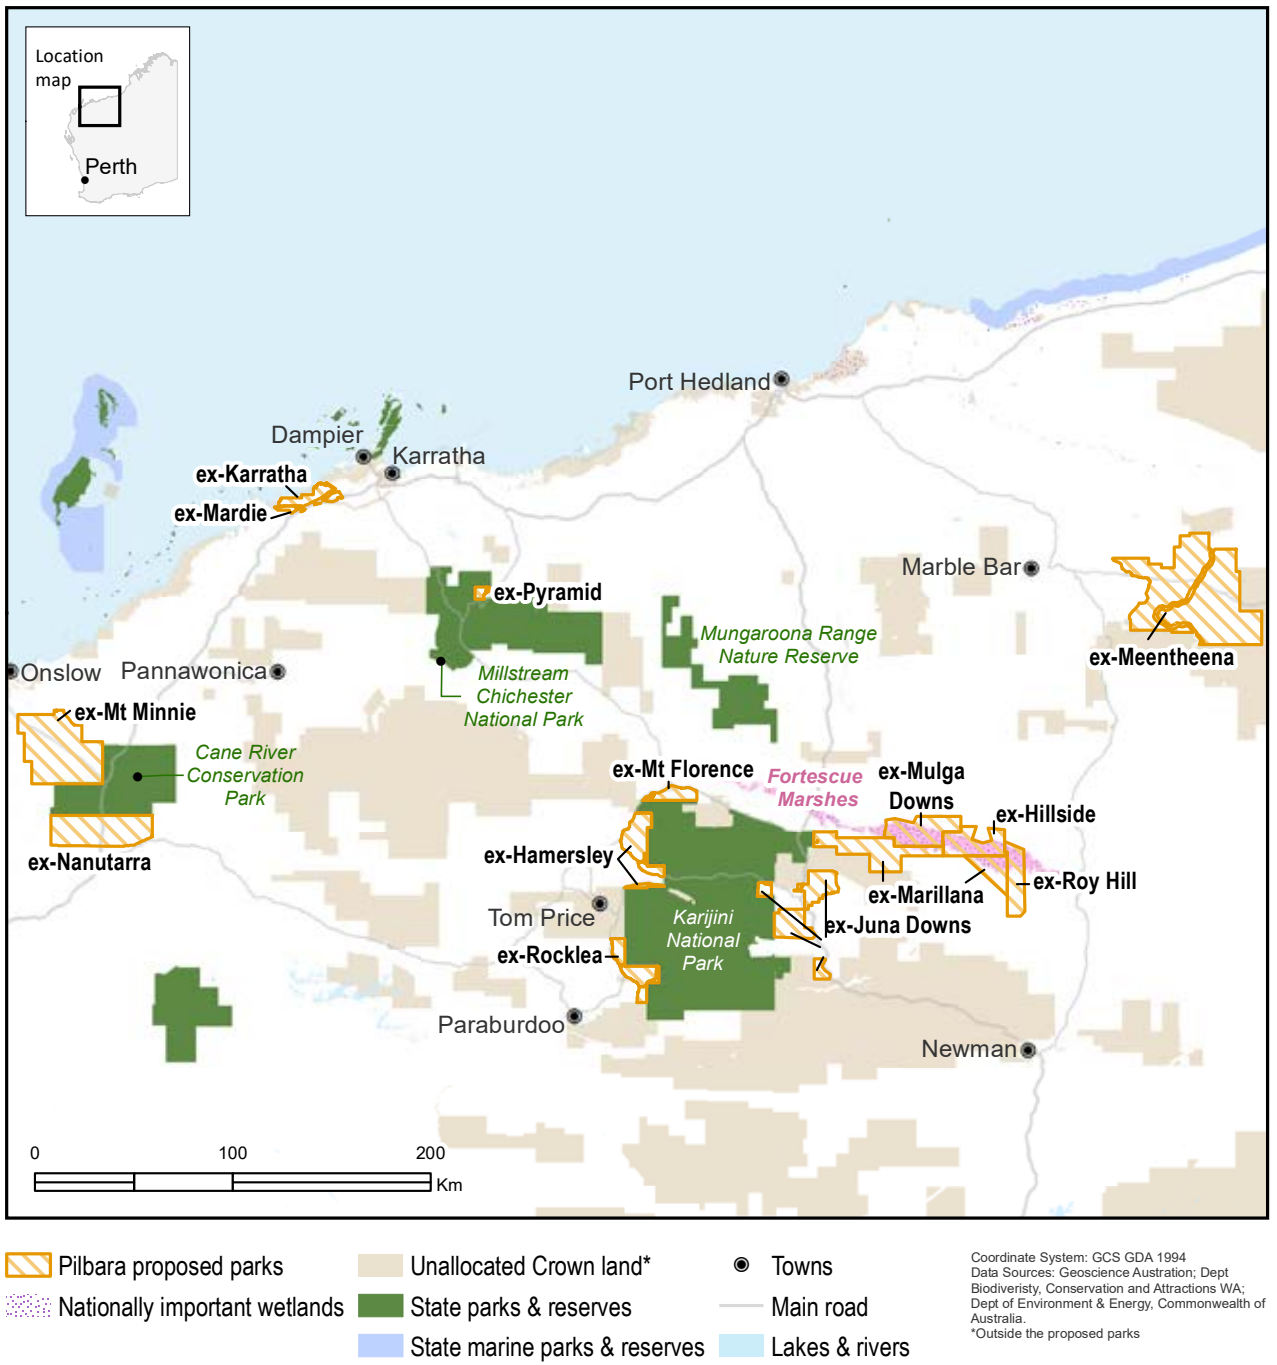 Location
map
Perth
Port Hedland
Dampier
Karratha
ex-Karratha
ex-Mardie
Marble Bar
ex-Pyramid
Mungaroona Range
Nature Reserve
ex-Meentheena
Onslow
Pannawonica
Millstream
Chichester
National Park
ex-Mt Minnie
Cane River
Conservation
Park
ex-Mt Florence
Fortescue
Marshes
ex-Mulga
Downs
ex-Hillside
ex-Nanutarra
ex-Hamersley
ex-Marillana
ex-Roy Hill
Tom Price
Karijini
National
Park
ex-Juna Downs
ex-Rocklea
Paraburdoo
Newman
0 100 200
Km
Pilbara proposed parks
Nationally important wetlands
Unallocated Crown land*
State parks & reserves
State marine parks & reserves
Towns
Main road
Lakes & rivers
Coordinate System: GCS GDA 1994
Data Sources: Geoscience Austration; Dept
Biodiveristy, Conservation and Attractions WA;
Dept of Environment & Energy, Commonwealth of
Australia.
*Outside the proposed parks